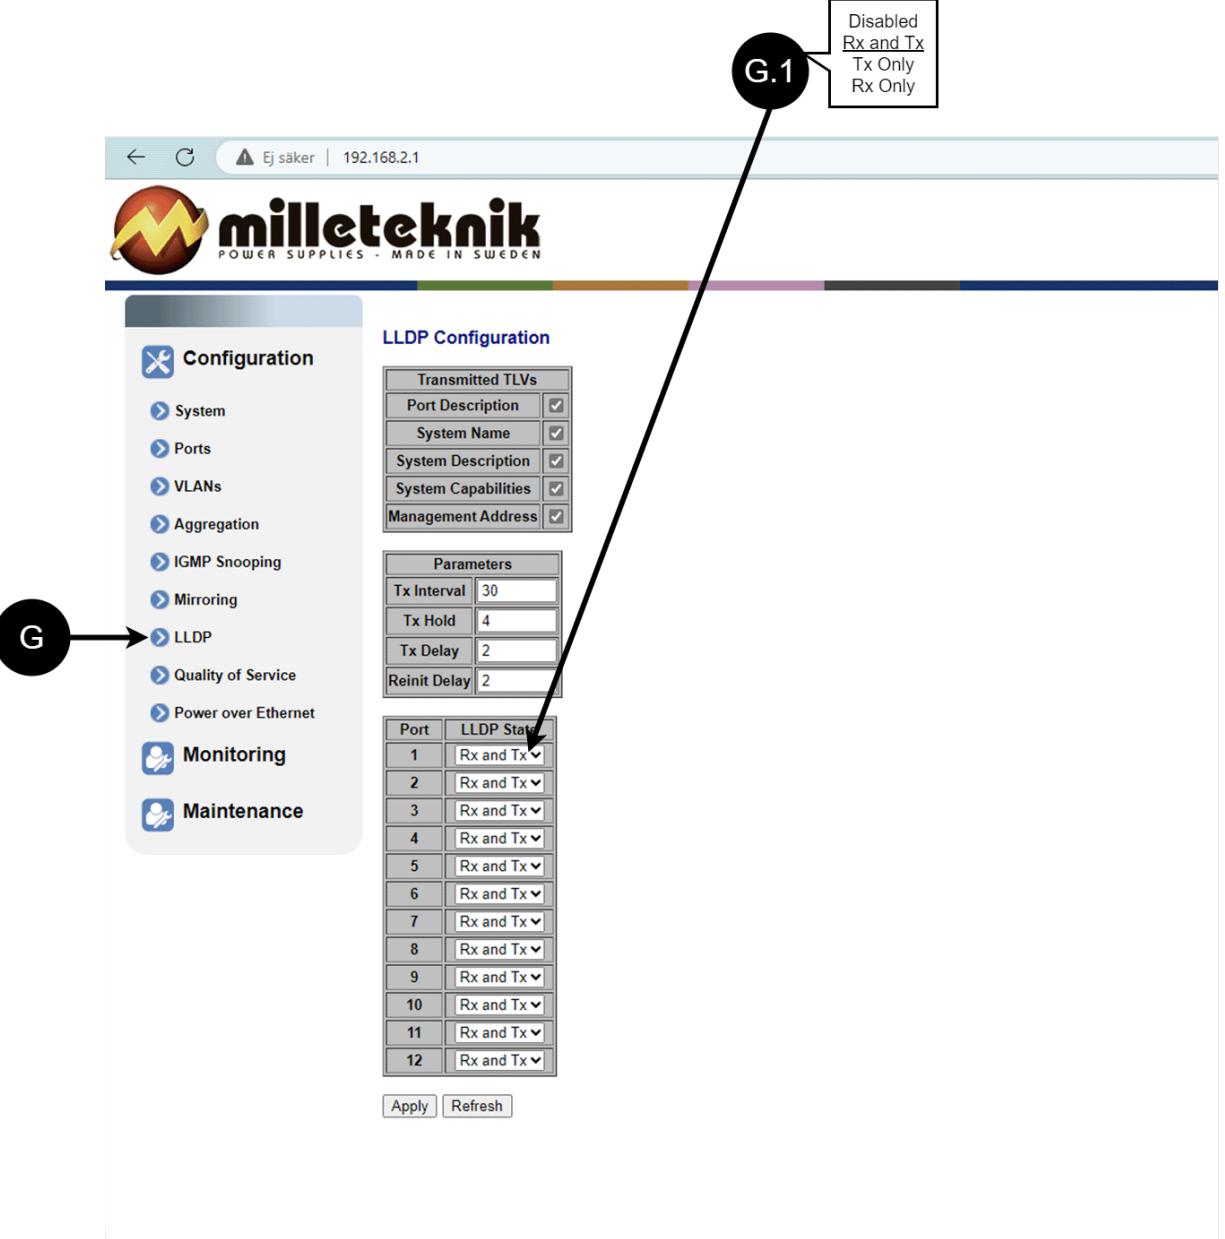 Disabled
Rx and Tx
Tx Only
Rx Only
G.1
Ej säker | 192.168.2.1
milleteknik
POWER SUPPLIES - MADE IN SWEDEN
Configuration
System
Ports
VLANs
Aggregation
IGMP Snooping
Mirroring
G
LLDP
Quality of Service
Power over Ethernet
Monitoring
Maintenance
LLDP Configuration
Transmitted TLVs
Port Description
System Name
System Description
System Capabilities
Management Address
Parameters
Tx Interval 30
Tx Hold 4
Tx Delay 2
Reinit Delay 2
Port LLDP State
1 Rx and Tx
2 Rx and Tx
3 Rx and Tx
4 Rx and Tx
5 Rx and Tx
6 Rx and Tx
7 Rx and Tx
8 Rx and Tx
9 Rx and Tx
10 Rx and Tx
11 Rx and Tx
12 Rx and Tx
Apply Refresh